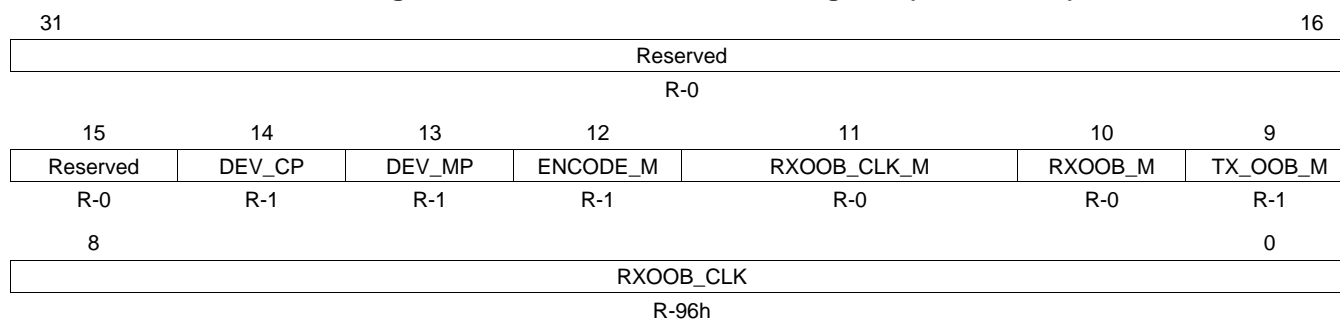 31 16
Reserved
R-0
15 14 13 12 11 10 9
Reserved DEV_CP DEV_MP ENCODE_M RXOOB_CLK_M RXOOB_M TX_OOB_M
R-0 R-1 R-1 R-1 R-0 R-0 R-1
8 0
RXOOB_CLK
R-96h